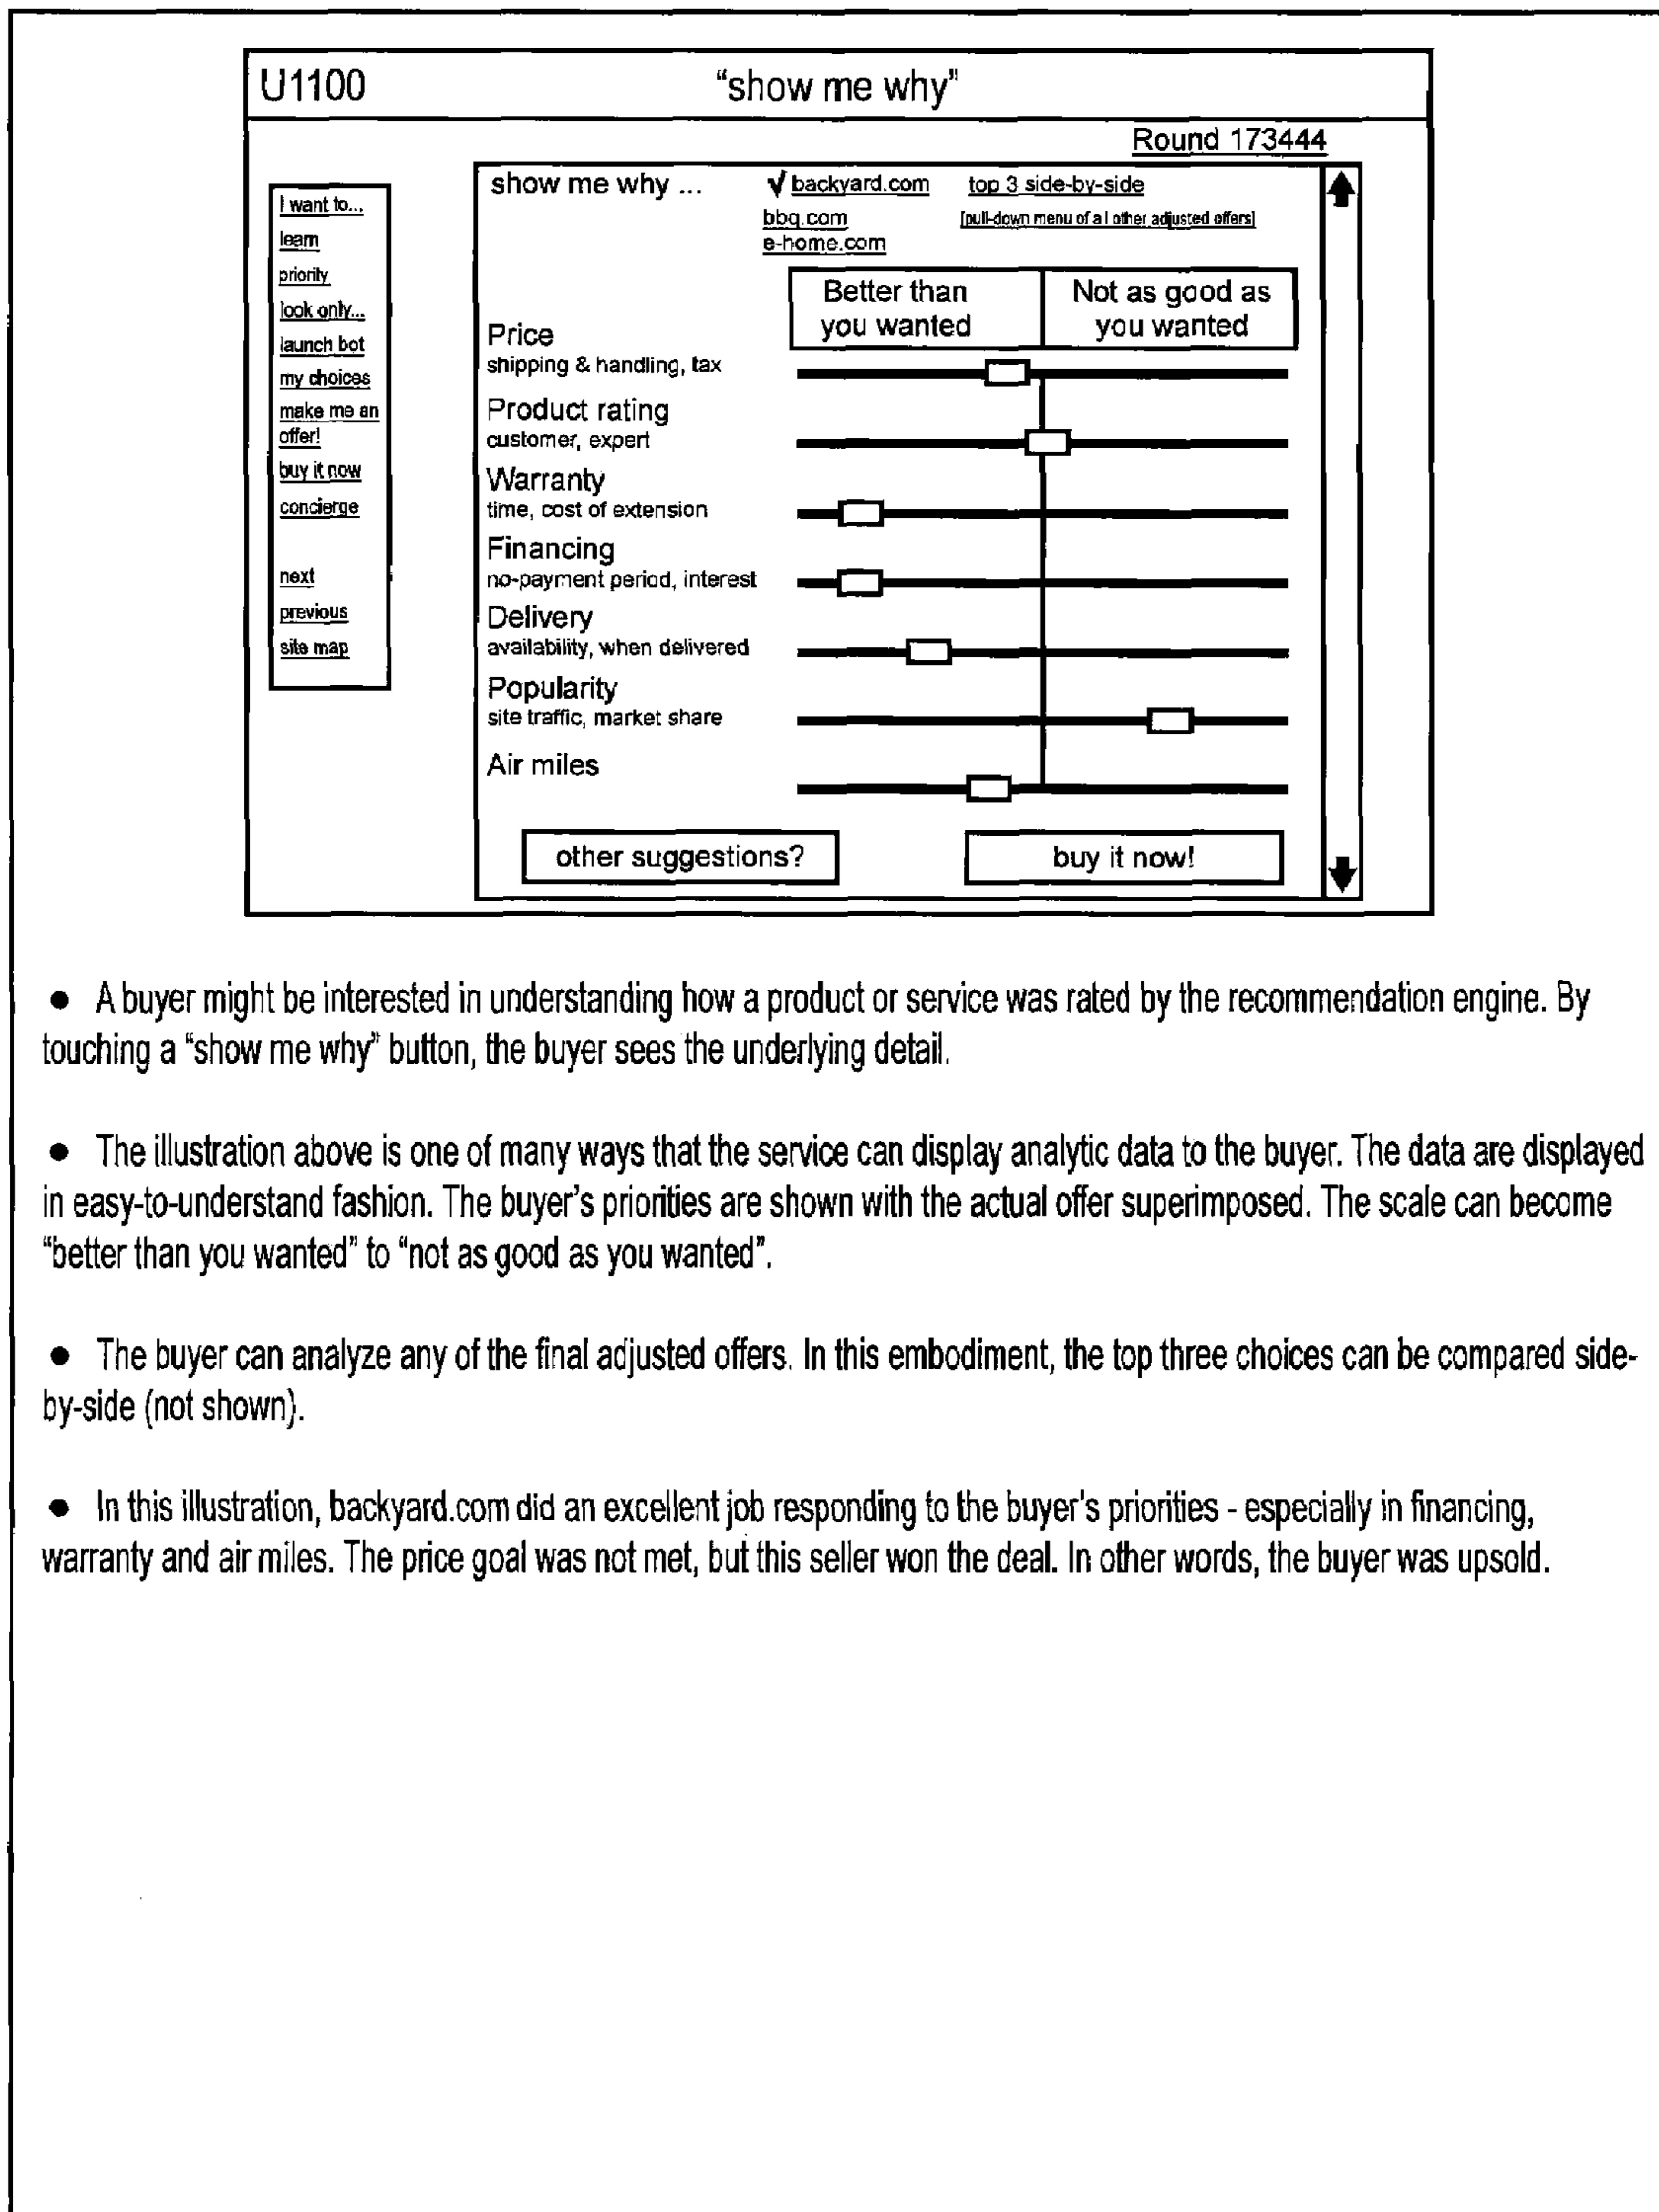 U1100 "show me why"
Round 173444
I want to...
learn
priority
look only...
launch bot
my choices
make me an
offer!
buy it now
concierge
next
previous
site map
show me why ... √ backyard.com top 3 side-by-side
bbq.com [pull-down menu of all other adjusted offers]
e-home.com
Better than Not as good as
you wanted you wanted
Price
shipping & handling, tax
Product rating
customer, expert
Warranty
time, cost of extension
Financing
no-payment period, interest
Delivery
availability, when delivered
Popularity
site traffic, market share
Air miles
other suggestions? buy it now!
● A buyer might be interested in understanding how a product or service was rated by the recommendation engine. By
touching a “show me why” button, the buyer sees the underlying detail.
● The illustration above is one of many ways that the service can display analytic data to the buyer. The data are displayed
in easy-to-understand fashion. The buyer's priorities are shown with the actual offer superimposed. The scale can become
“better than you wanted” to “not as good as you wanted”.
● The buyer can analyze any of the final adjusted offers. In this embodiment, the top three choices can be compared side-
by-side (not shown).
● In this illustration, backyard.com did an excellent job responding to the buyer's priorities - especially in financing,
warranty and air miles. The price goal was not met, but this seller won the deal. In other words, the buyer was upsold.